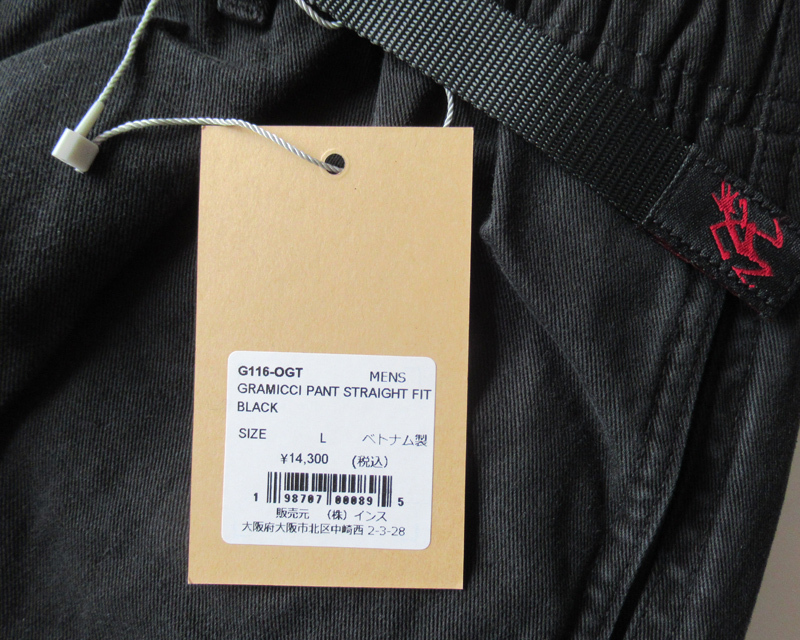 G116-OGT MENS
GRAMICCI PANT STRAIGHT FIT
BLACK
SIZE L ベトナム製
¥14,300 (税込)
1 98707 00089 5
販売元 (株) インス
大阪府大阪市北区中崎西 2-3-28